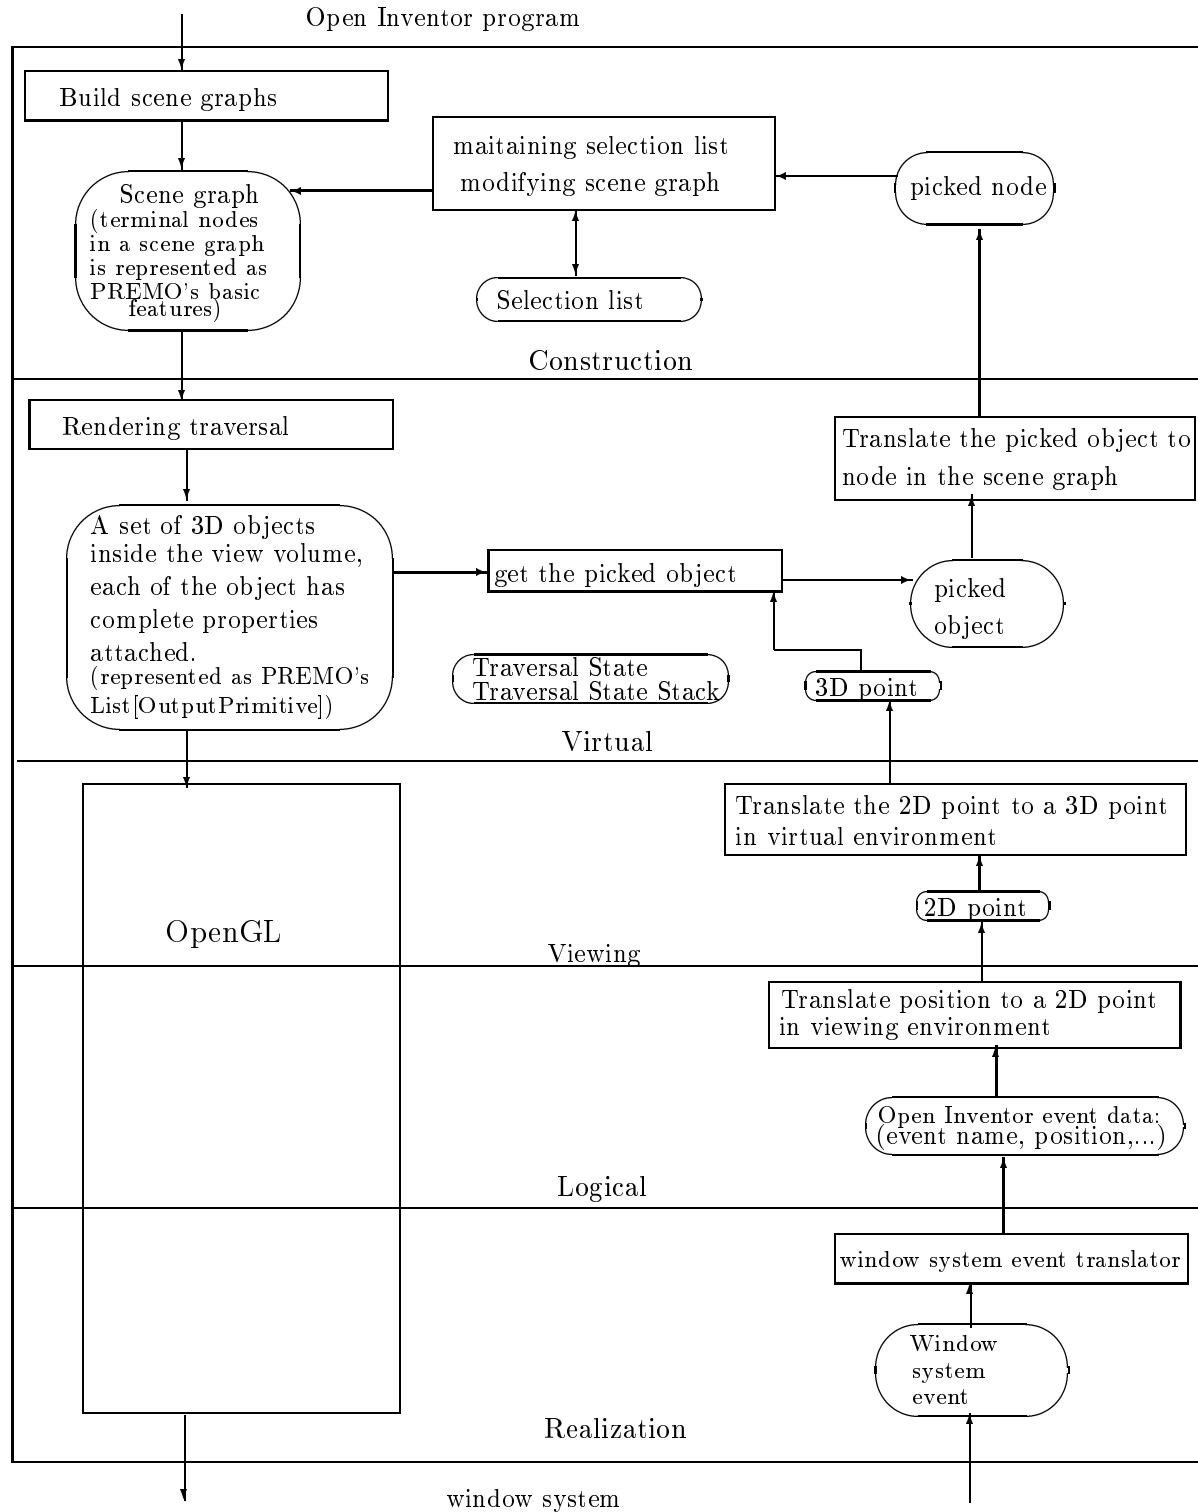 Open Inventor program
Build scene graphs
maitaining selection list
modifying scene graph
picked node
Scene graph
(terminal nodes
in a scene graph
is represented as
PREMO's basic
features)
Selection list
Construction
Rendering traversal
Translate the picked object to
node in the scene graph
A set of 3D objects
inside the view volume,
each of the object has
complete properties
attached.
(represented as PREMO's
List[OutputPrimitive])
get the picked object
picked
object
Traversal State
Traversal State Stack
3D point
Virtual
Translate the 2D point to a 3D point
in virtual environment
2D point
OpenGL
Viewing
Translate position to a 2D point
in viewing environment
Open Inventor event data:
(event name, position,...)
Logical
window system event translator
Window
system
event
Realization
window system